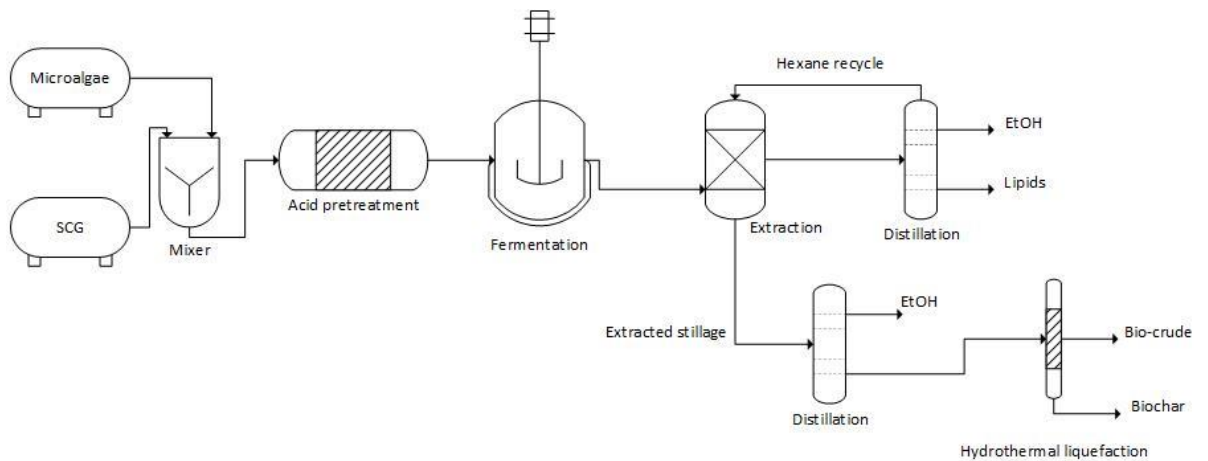 Microalgae
SCG
Mixer
Acid pretreatment
Fermentation
Hexane recycle
Extraction
EtOH
Lipids
Distillation
Extracted stillage
EtOH
Distillation
Bio-crude
Biochar
Hydrothermal liquefaction